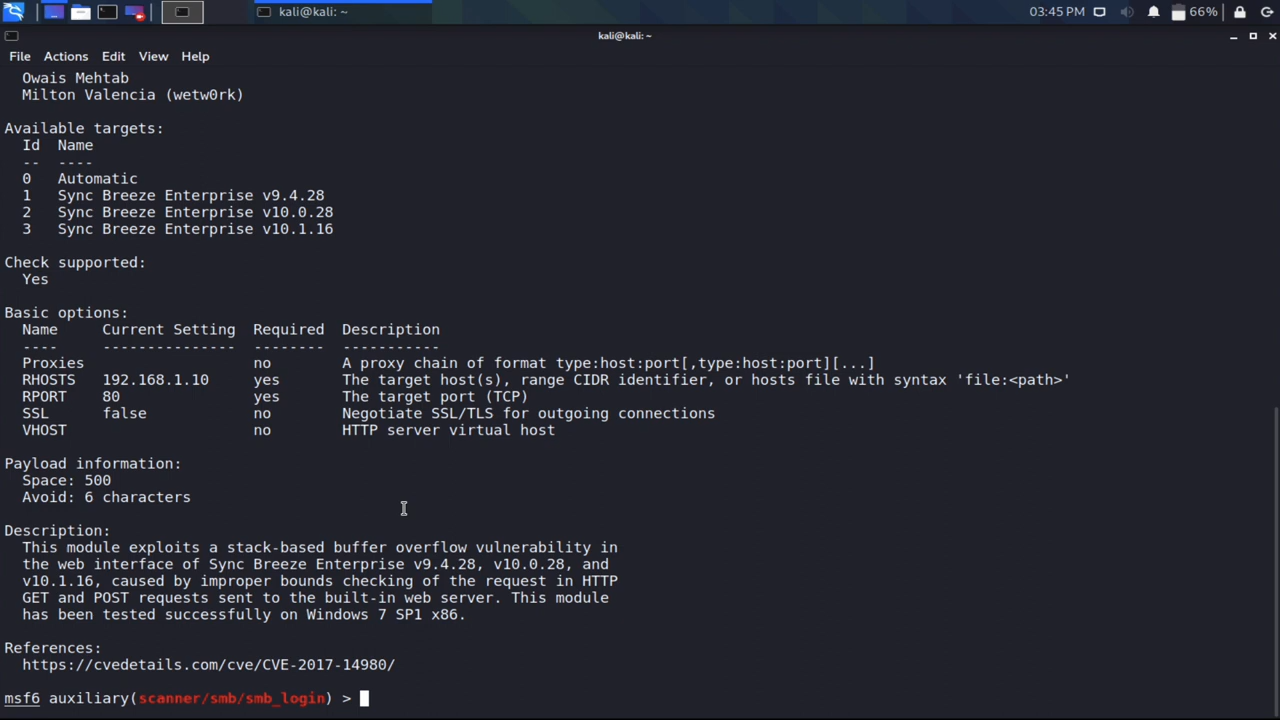 kali@kali: ~
03:45 PM
66%
kali@kali: ~
File Actions Edit View Help
Owais Mehtab
Milton Valencia (wetw0rk)
Available targets:
Id Name
-- ----
0 Automatic
1 Sync Breeze Enterprise v9.4.28
2 Sync Breeze Enterprise v10.0.28
3 Sync Breeze Enterprise v10.1.16
Check supported:
Yes
Basic options:
Name Current Setting Required Description
---- --------------- -------- -----------
Proxies no A proxy chain of format type:host:port[,type:host:port][...]
RHOSTS 192.168.1.10 yes The target host(s), range CIDR identifier, or hosts file with syntax 'file:<path>'
RPORT 80 yes The target port (TCP)
SSL false no Negotiate SSL/TLS for outgoing connections
VHOST no HTTP server virtual host
Payload information:
Space: 500
Avoid: 6 characters
Description:
This module exploits a stack-based buffer overflow vulnerability in
the web interface of Sync Breeze Enterprise v9.4.28, v10.0.28, and
v10.1.16, caused by improper bounds checking of the request in HTTP
GET and POST requests sent to the built-in web server. This module
has been tested successfully on Windows 7 SP1 x86.
References:
https://cvedetails.com/cve/CVE-2017-14980/
msf6 auxiliary(scanner/smb/smb_login) >